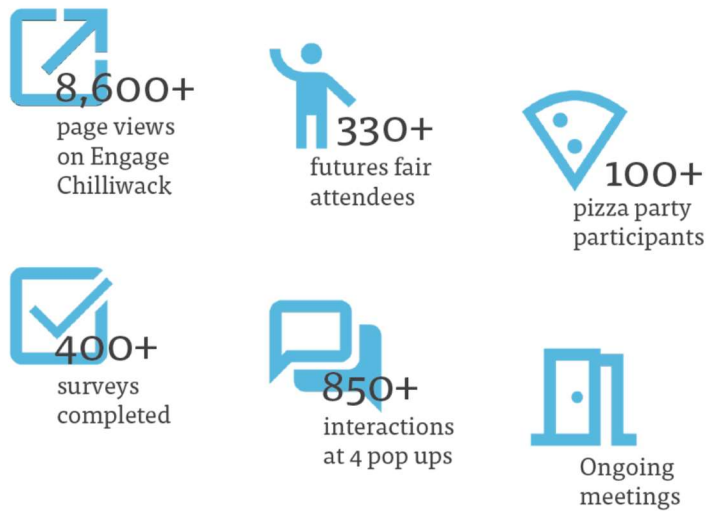 8,600+
page views
on Engage
Chilliwack
330+
futures fair
attendees
100+
pizza party
participants
400+
surveys
completed
850+
interactions
at 4 pop ups
Ongoing
meetings